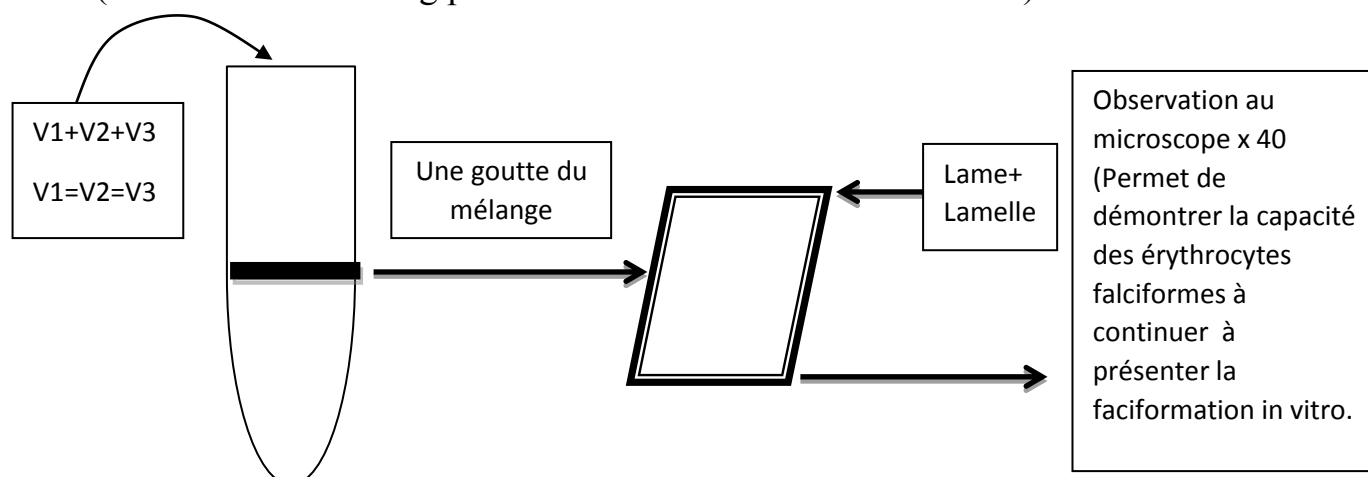 V1+V2+V3
V1=V2=V3
Une goutte du
mélange
Lame+
Lamelle
Observation au
microscope x 40
(Permet de
démontrer la capacité
des érythrocytes
falciformes à
continuer à
présenter la
faciformation in vitro.